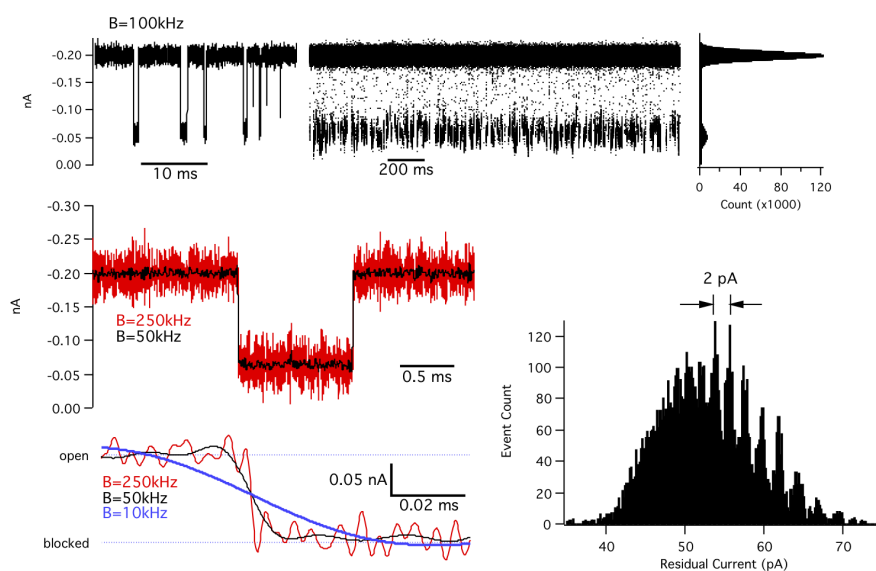 B=100kHz
-0.20
-0.15
-0.10
-0.05
0.00
nA
10 ms
200 ms
0
40
80
120
Count (x1000)
-0.30
-0.25
-0.20
-0.15
-0.10
-0.05
0.00
nA
B=250kHz
B=50kHz
0.5 ms
open
blocked
B=250kHz
B=50kHz
B=10kHz
0.05 nA
0.02 ms
2 pA
120
100
80
60
40
20
0
Event Count
40
50
60
70
Residual Current (pA)